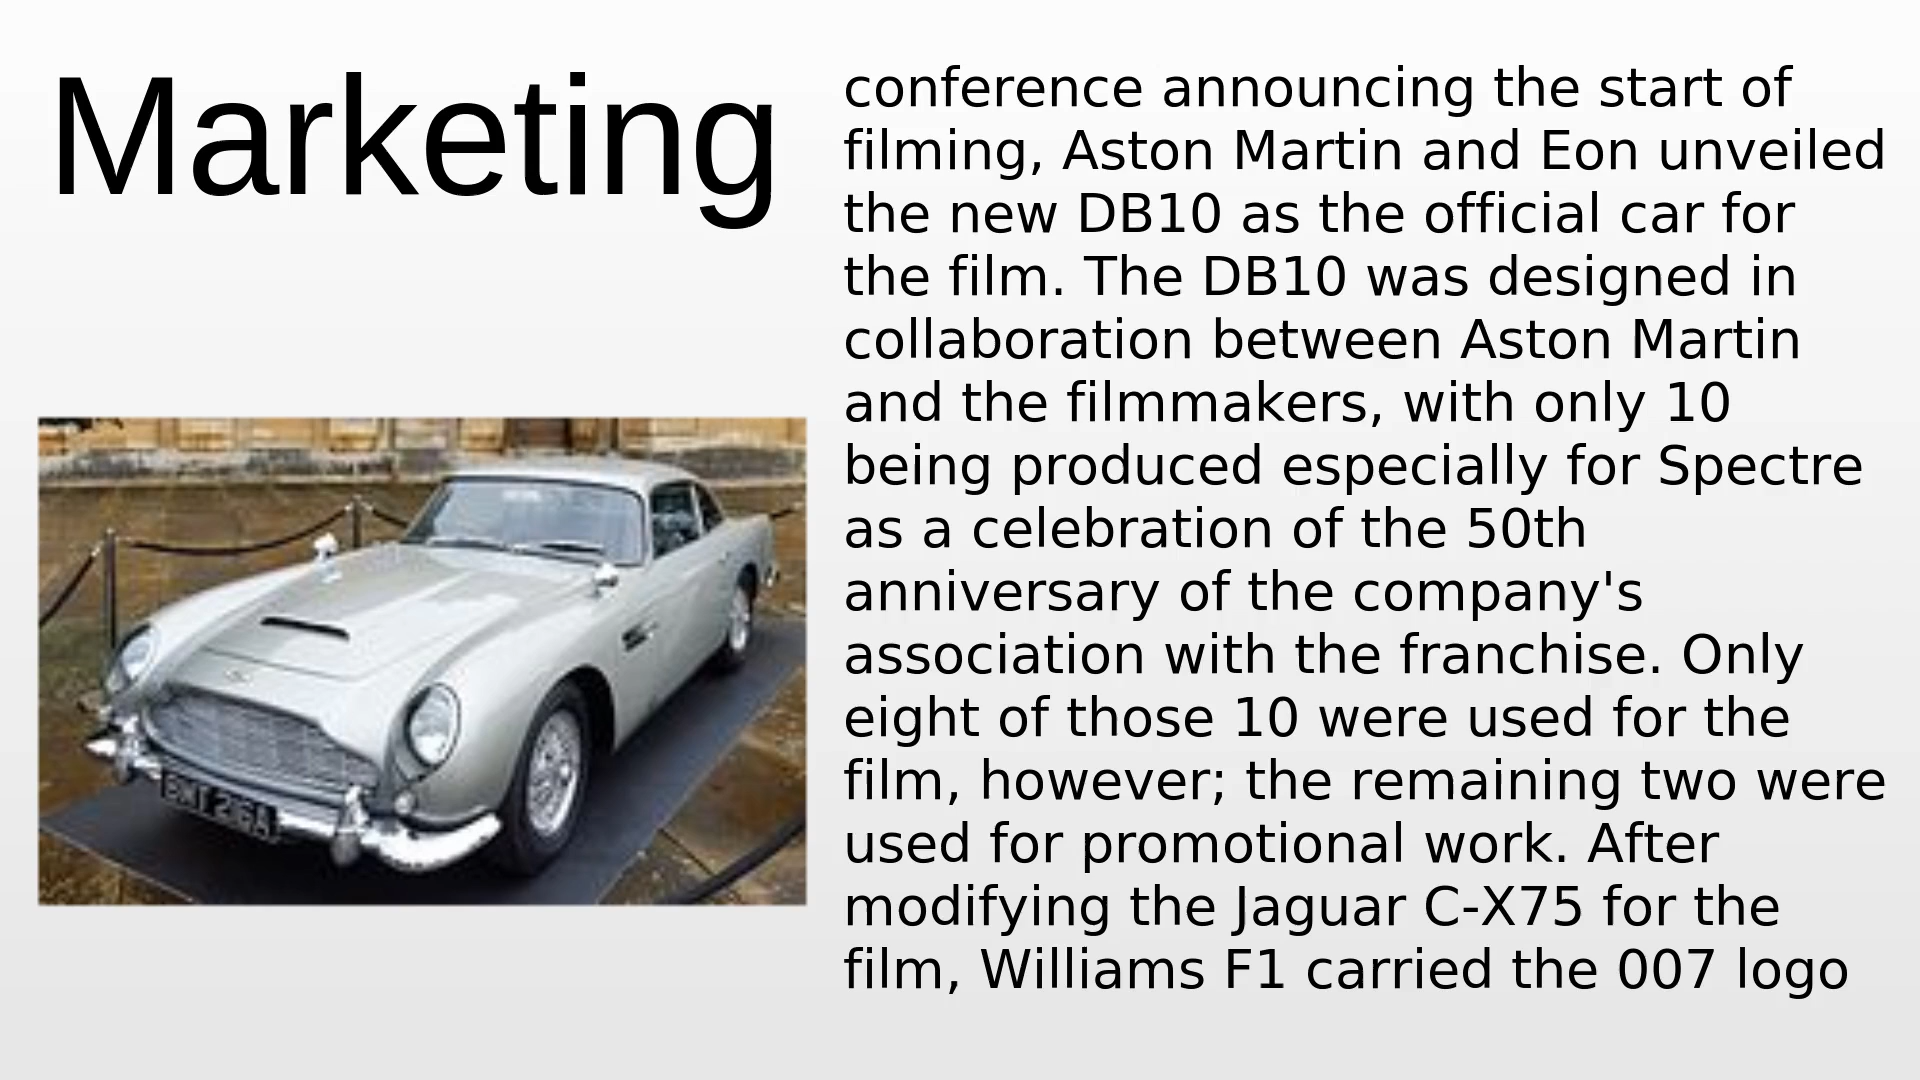 Marketing
conference announcing the start of
filming, Aston Martin and Eon unveiled
the new DB10 as the official car for
the film. The DB10 was designed in
collaboration between Aston Martin
and the filmmakers, with only 10
being produced especially for Spectre
as a celebration of the 50th
anniversary of the company's
association with the franchise. Only
eight of those 10 were used for the
film, however; the remaining two were
used for promotional work. After
modifying the Jaguar C-X75 for the
film, Williams F1 carried the 007 logo
BMT 216A